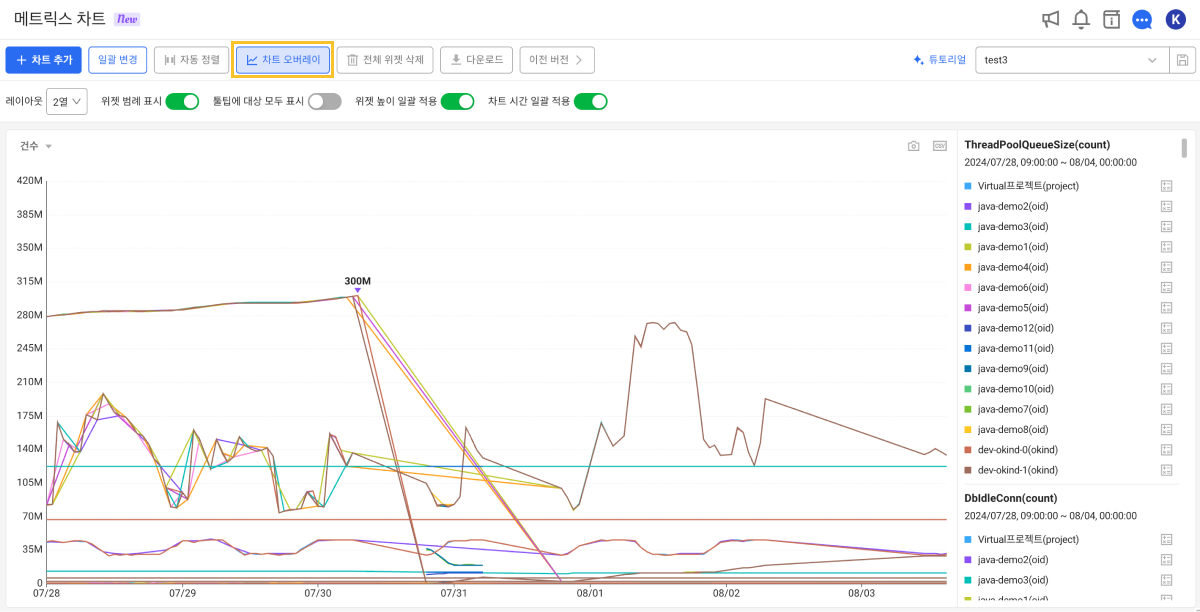 메트릭스 차트 New
K
차트 추가 일괄 변경 자동 정렬 차트 오버레이 전체 위젯 삭제 다운로드 이전 버전 튜토리얼 test3
레이아웃 2열 위젯 범례 표시 툴팁에 대상 모두 표시 위젯 높이 일괄 적용 차트 시간 일괄 적용
건수 CSV
420M
385M
350M
315M
280M
245M
210M
175M
140M
105M
70M
35M
0
300M
07/28 07/29 07/30 07/31 08/01 08/02 08/03
ThreadPoolQueueSize(count)
2024/07/28, 09:00:00 ~ 08/04, 00:00:00
Virtual프로젝트(project)
java-demo2(oid)
java-demo3(oid)
java-demo1(oid)
java-demo4(oid)
java-demo6(oid)
java-demo5(oid)
java-demo12(oid)
java-demo11(oid)
java-demo9(oid)
java-demo10(oid)
java-demo7(oid)
java-demo8(oid)
dev-okind-0(okind)
dev-okind-1(okind)
DbIdleConn(count)
2024/07/28, 09:00:00 ~ 08/04, 00:00:00
Virtual프로젝트(project)
java-demo2(oid)
java-demo3(oid)
java-demo1(oid)